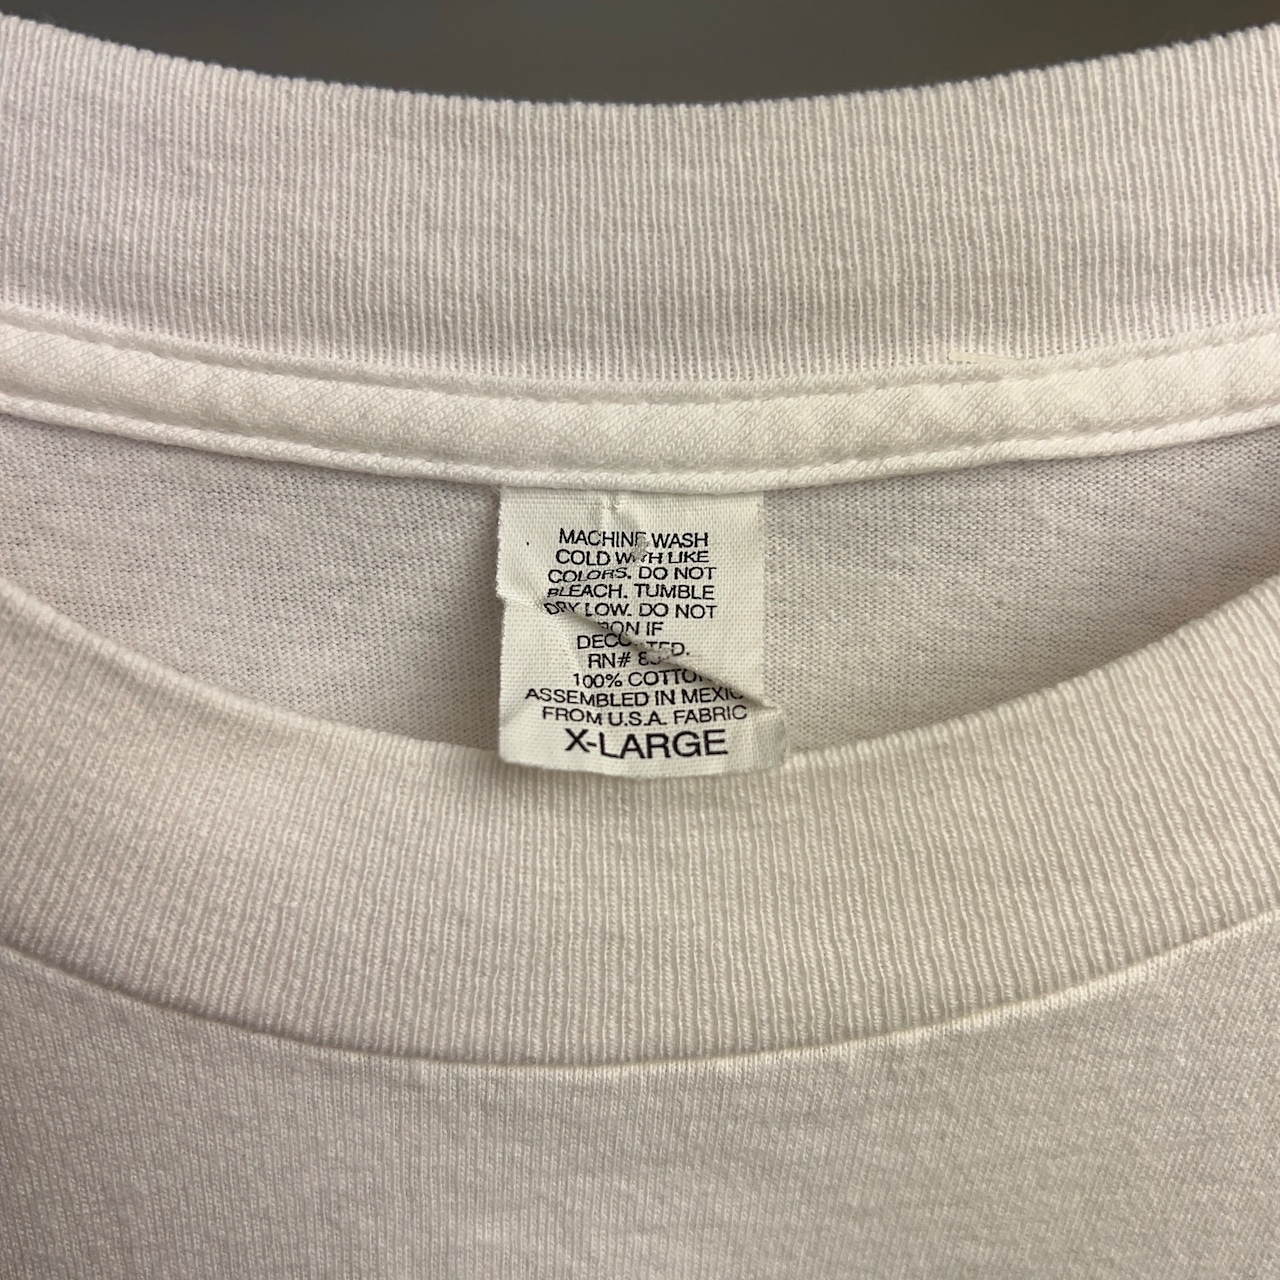 MACHINE WASH
COLD WITH LIKE
COLORS. DO NOT
BLEACH. TUMBLE
DRY LOW. DO NOT
IRON IF
DECORATED.
RN#
100% COTTON
ASSEMBLED IN MEXICO
FROM U.S.A. FABRIC
X-LARGE